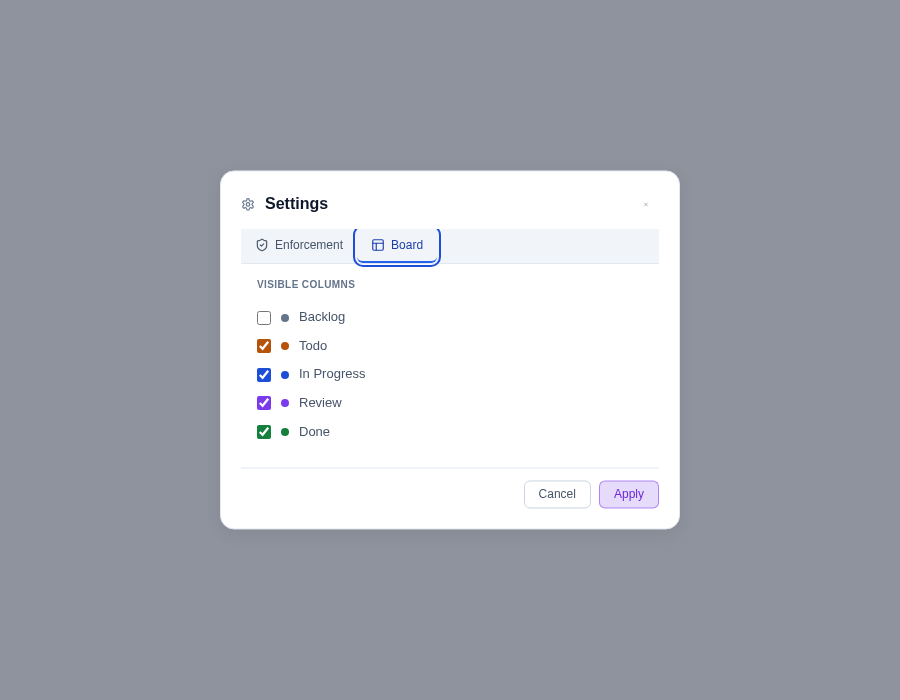 Settings
×
Enforcement
Board
VISIBLE COLUMNS
Backlog
Todo
In Progress
Review
Done
Cancel
Apply